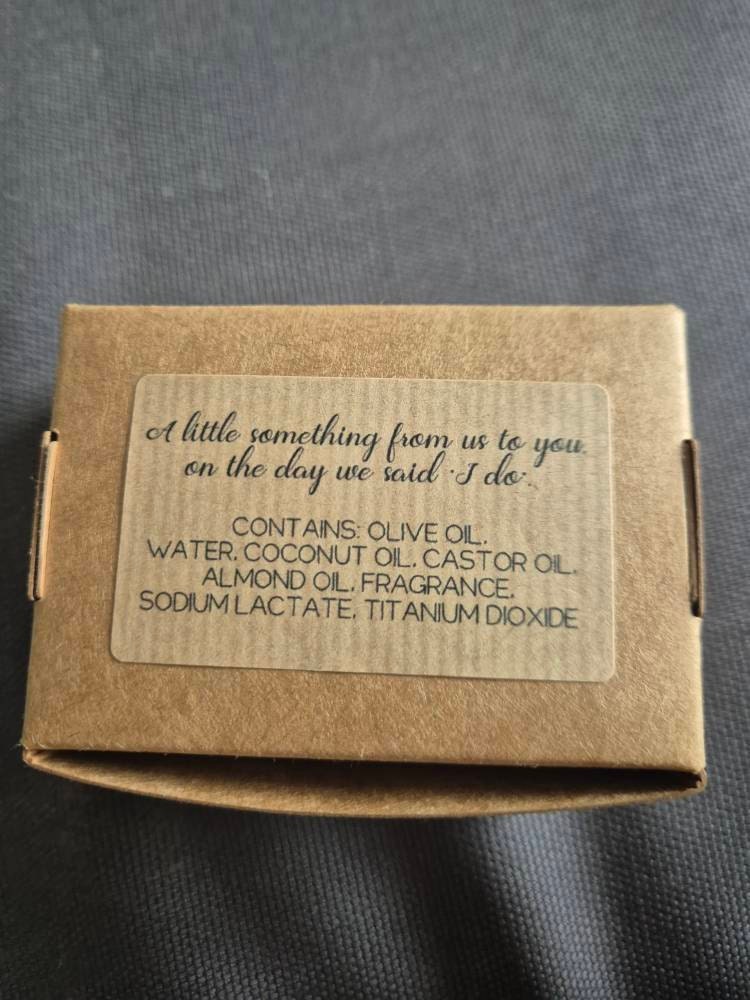 A little something from us to you.
on the day we said "I do".
CONTAINS: OLIVE OIL,
WATER, COCONUT OIL, CASTOR OIL,
ALMOND OIL, FRAGRANCE,
SODIUM LACTATE, TITANIUM DIOXIDE